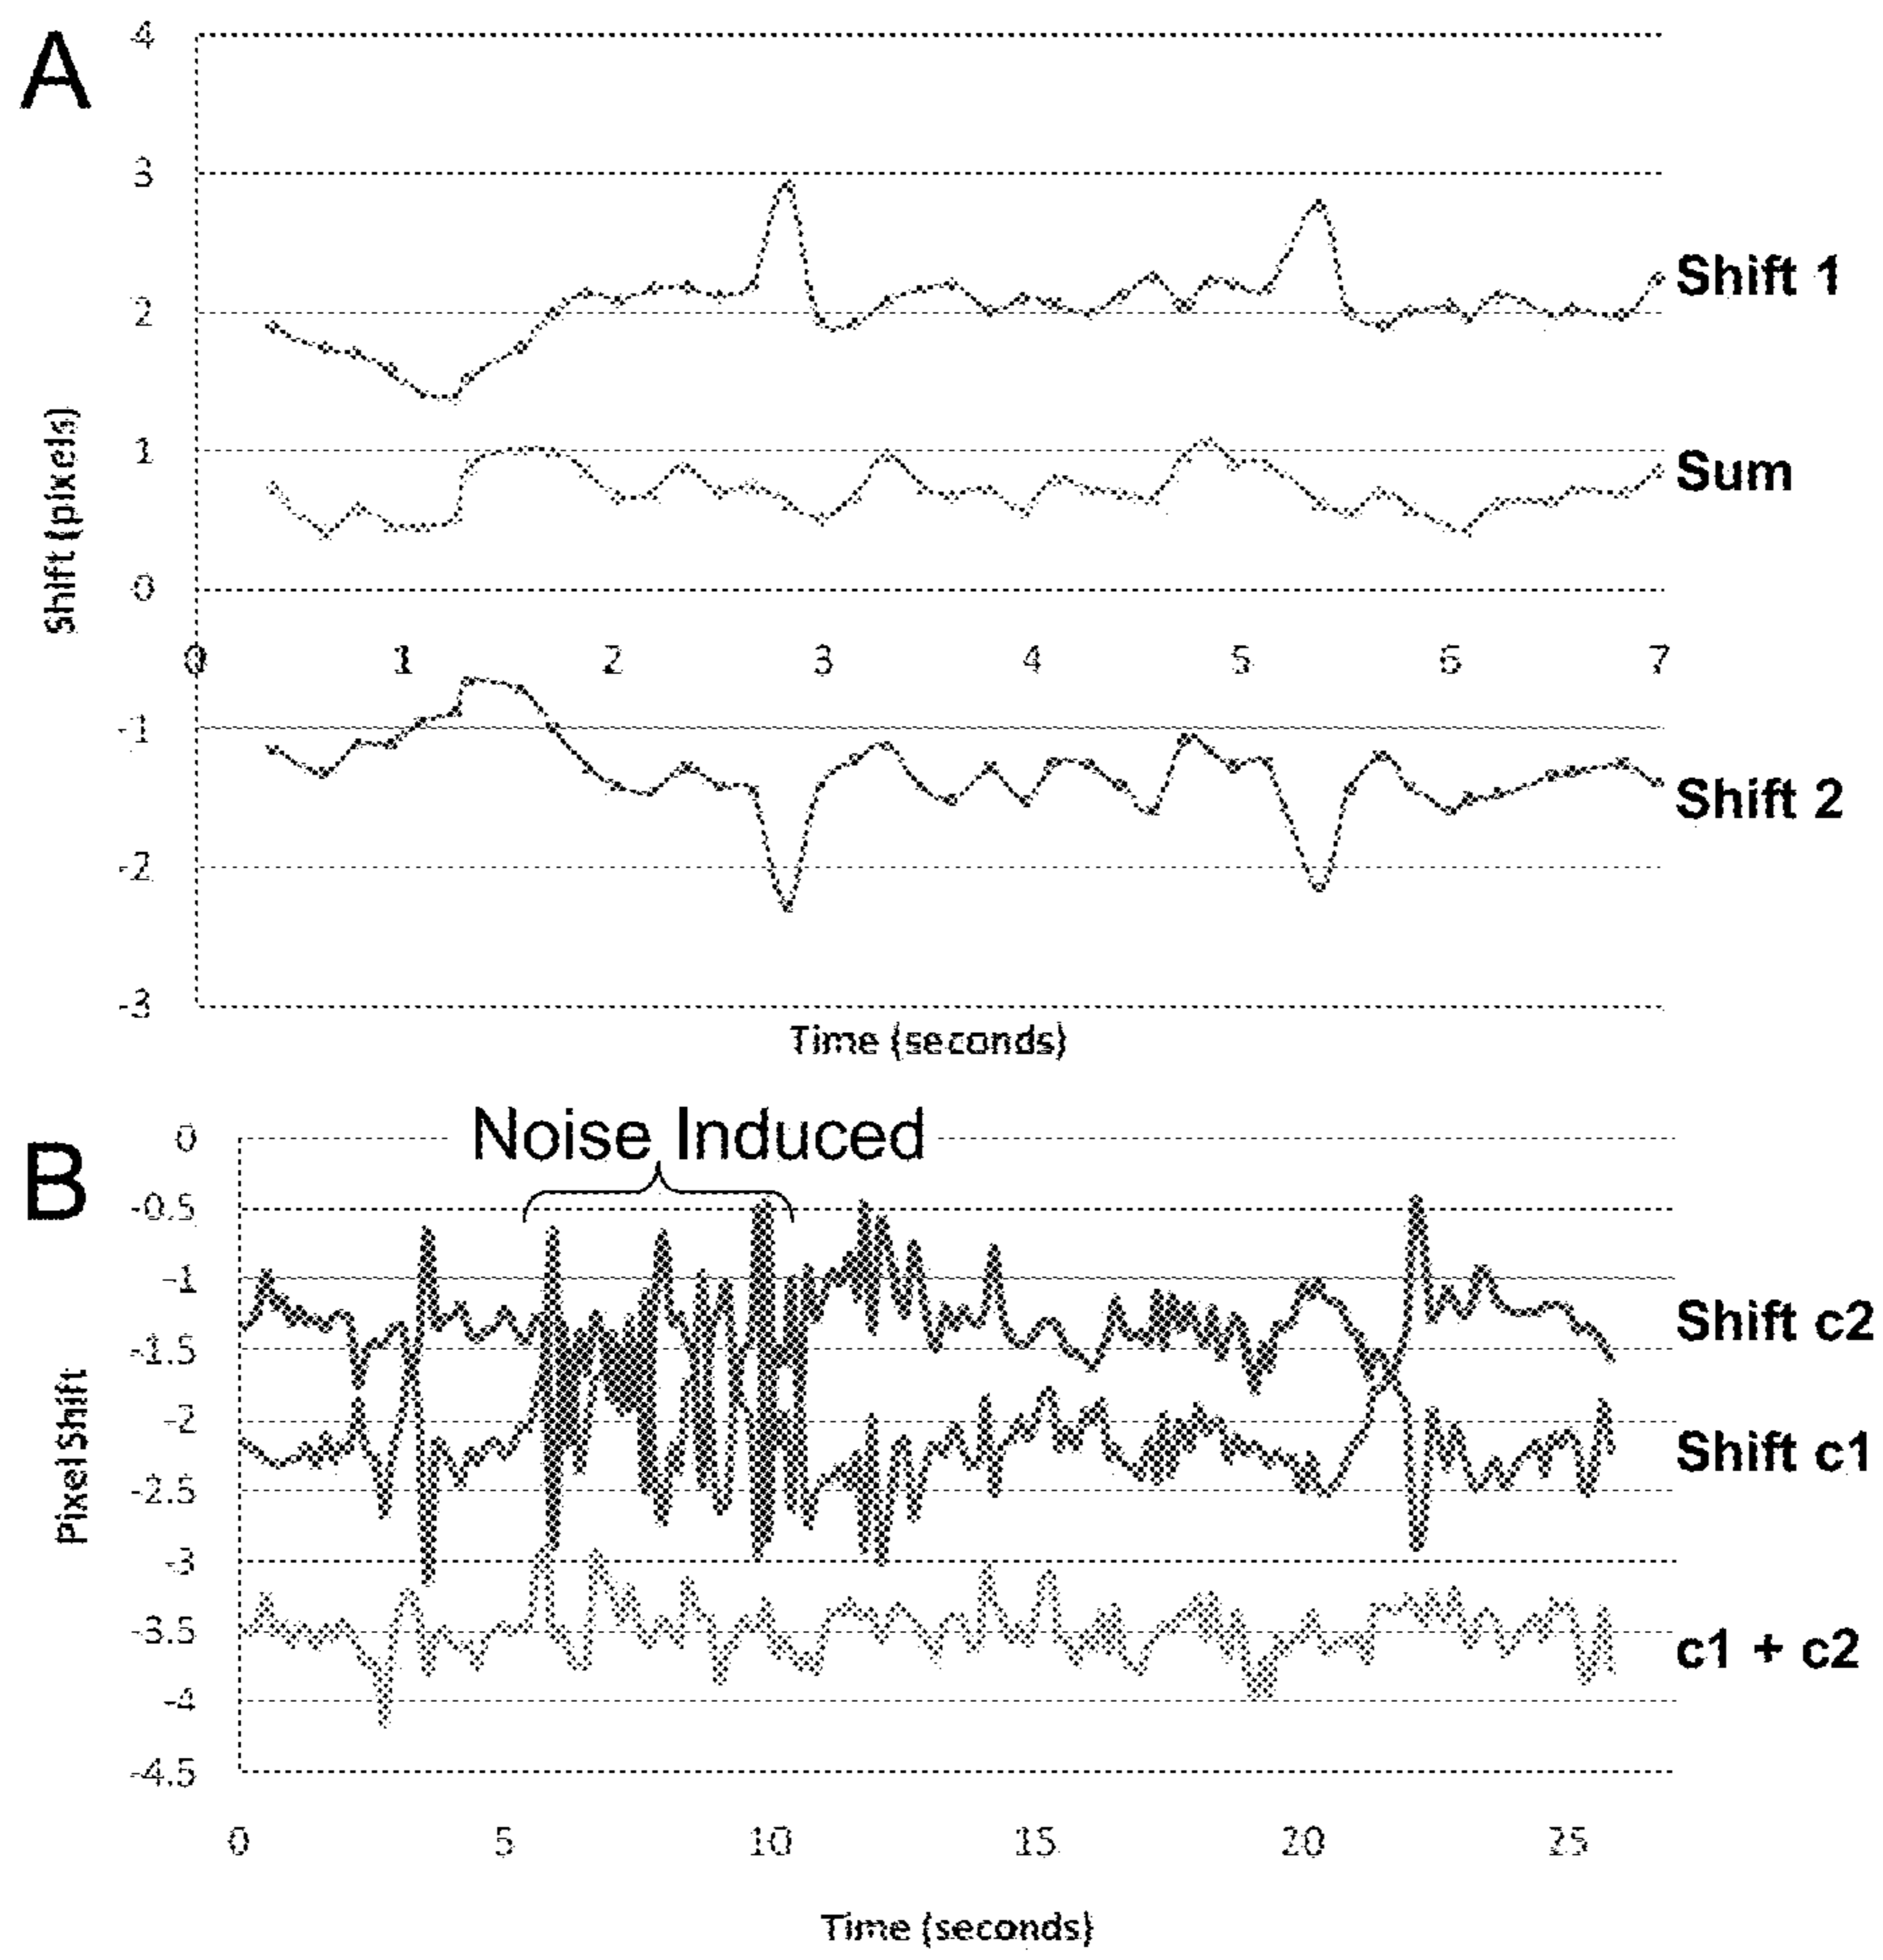 A
4
3
2
1
0
-1
-2
-3
Shift (pixels)
0 1 2 3 4 5 6 7
Shift 1
Sum
Shift 2
Time (seconds)
B
Noise Induced
0
-0.5
-1
-1.5
-2
-2.5
-3
-3.5
-4
-4.5
Pixel Shift
Shift c2
Shift c1
c1 + c2
0 5 10 15 20 25
Time (seconds)